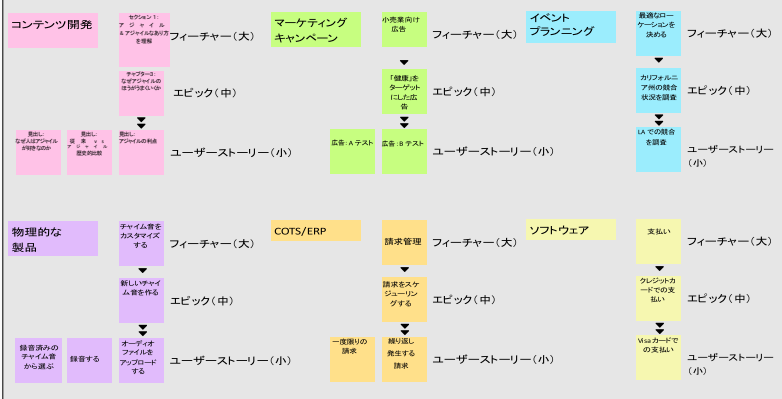 コンテンツ開発
セクション 1:
アジャイル
& アジャイルなあり方
を理解
フィーチャー（大）
チャプター3:
なぜアジャイルの
ほうがうまくいくか
エピック（中）
見出し:
なぜ人はアジャイル
が好きなのか
見出し:
従来 vs
アジャイル
歴史的比較
見出し:
アジャイルの利点
ユーザーストーリー（小）
マーケティング
キャンペーン
小売業向け
広告
フィーチャー（大）
「健康」を
ターゲット
にした広
告
エピック（中）
広告: A テスト
広告: B テスト
ユーザーストーリー（小）
イベント
プランニング
最適なロー
ケーションを
決める
フィーチャー（大）
カリフォルニ
ア州の競合
状況を調査
エピック（中）
LA での競合
を調査
ユーザーストーリー
（小）
物理的な
製品
チャイム音を
カスタマイズ
する
フィーチャー（大）
新しいチャイ
ム音を作る
エピック（中）
録音済みの
チャイム音
から選ぶ
録音する
オーディオ
ファイルを
アップロード
する
ユーザーストーリー（小）
COTS/ERP
請求管理
フィーチャー（大）
請求をスケ
ジューリン
グする
エピック（中）
一度限りの
請求
繰り返し
発生する
請求
ユーザーストーリー（小）
ソフトウェア
支払い
フィーチャー（大）
クレジットカ
ードでの支
払い
エピック（中）
Visa カードで
の支払い
ユーザーストーリー
（小）